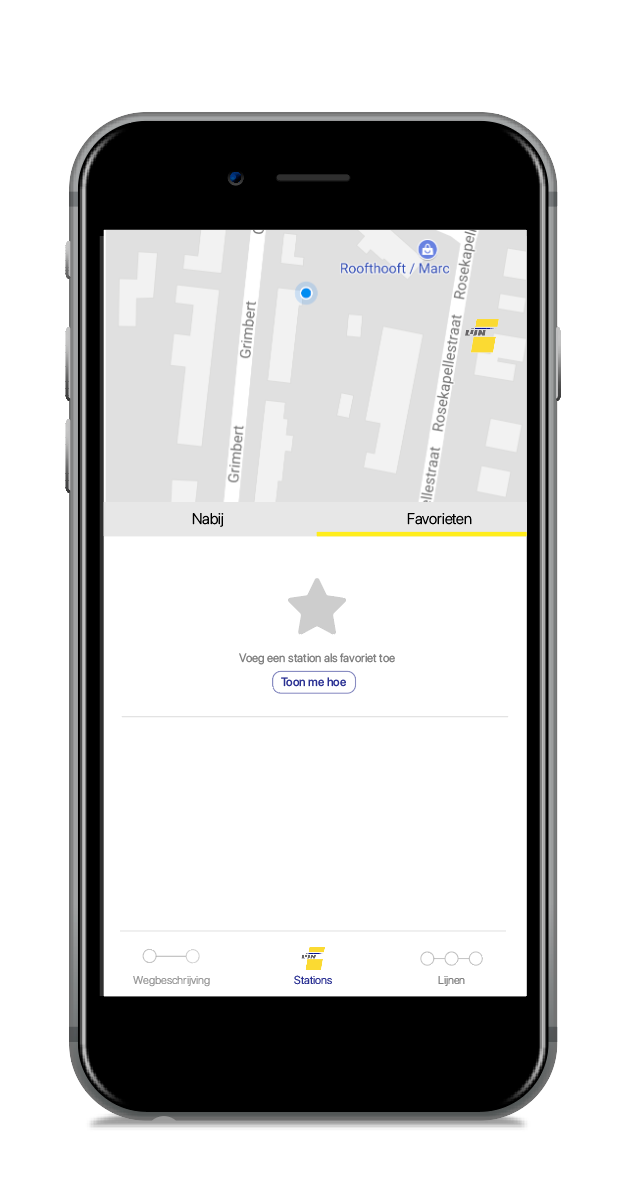 Roofthooft / Marc
Rosekapell
Grimbert
Rosekapellestraat
Grimbert
llestraat
Nabij
Favorieten
Voeg een station als favoriet toe
Toon me hoe
Wegbeschrijving
Stations
Lijnen